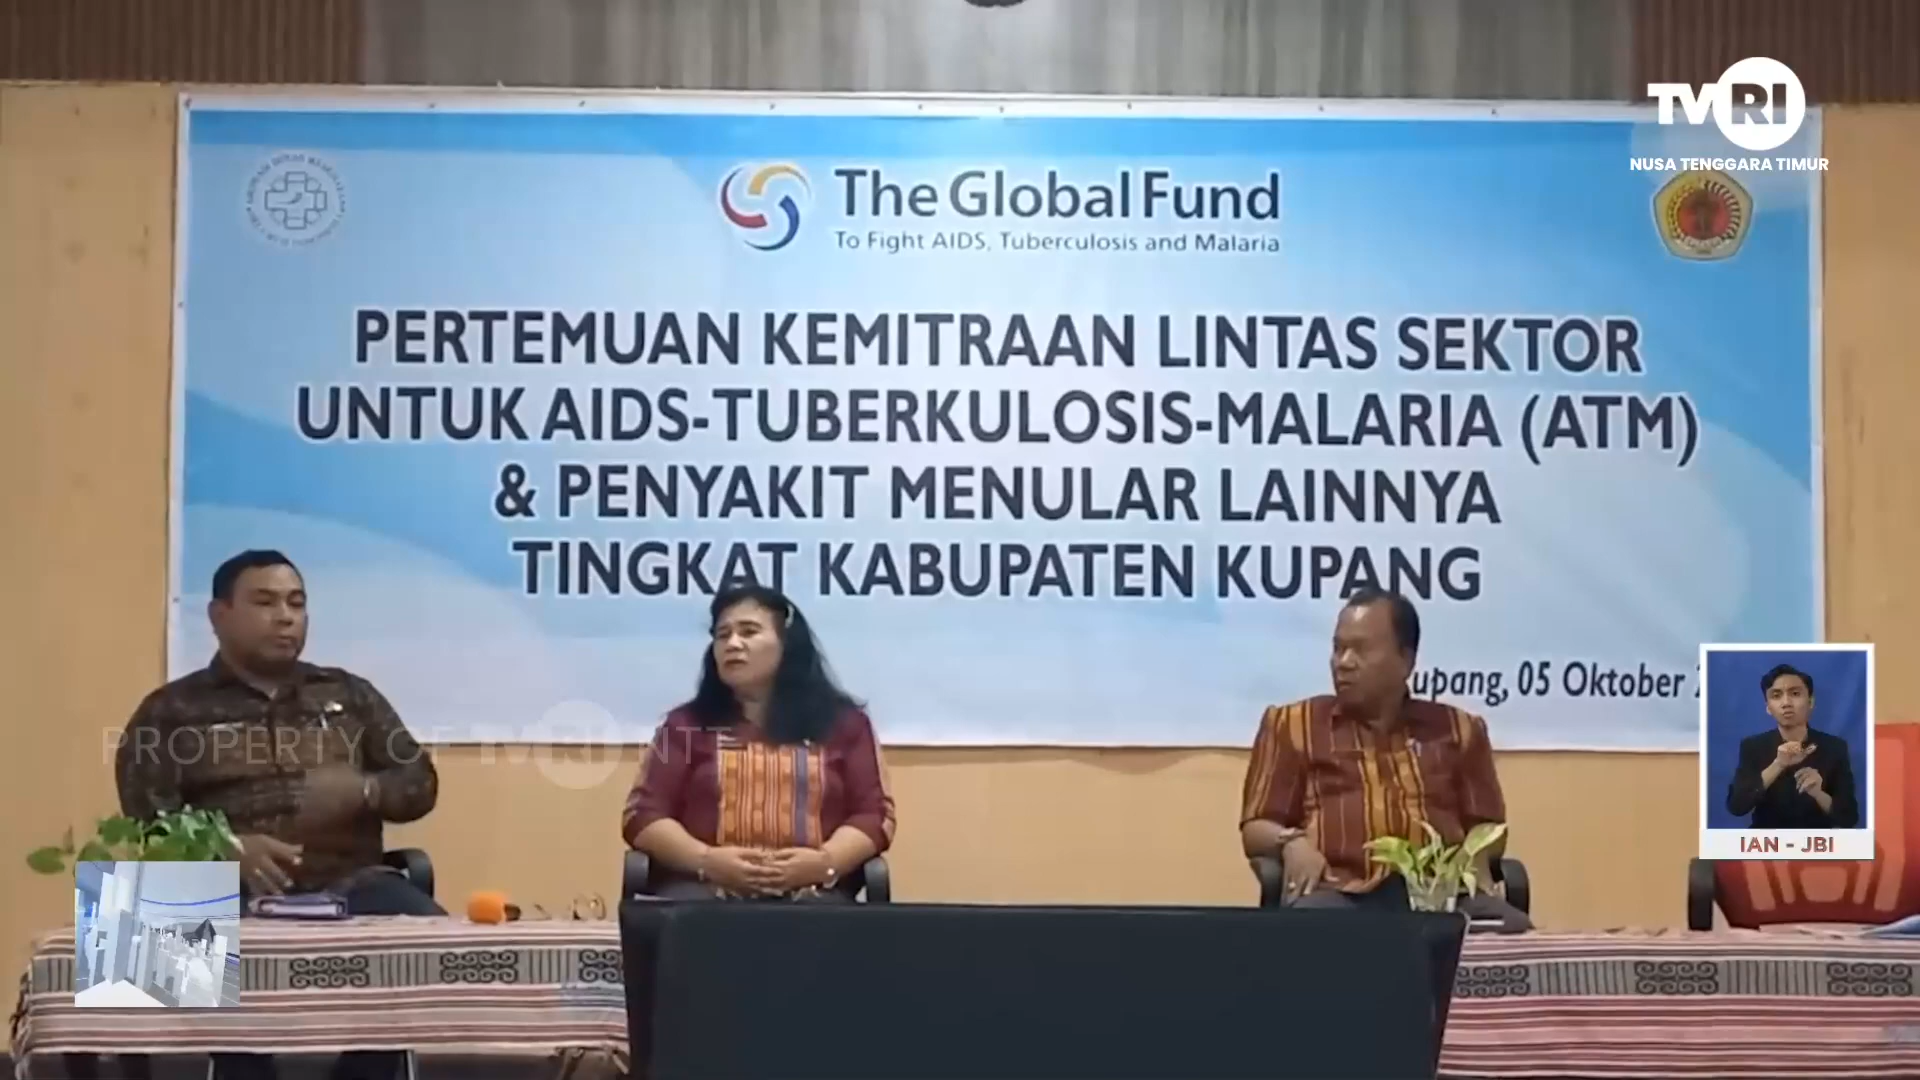 TVRI
NUSA TENGGARA TIMUR
The Global Fund
To Fight AIDS, Tuberculosis and Malaria
PERTEMUAN KEMITRAAN LINTAS SEKTOR
UNTUK AIDS-TUBERKULOSIS-MALARIA (ATM)
& PENYAKIT MENULAR LAINNYA
TINGKAT KABUPATEN KUPANG
upang, 05 Oktober
PROPERTY OF TVRI NTT
IAN - JBI